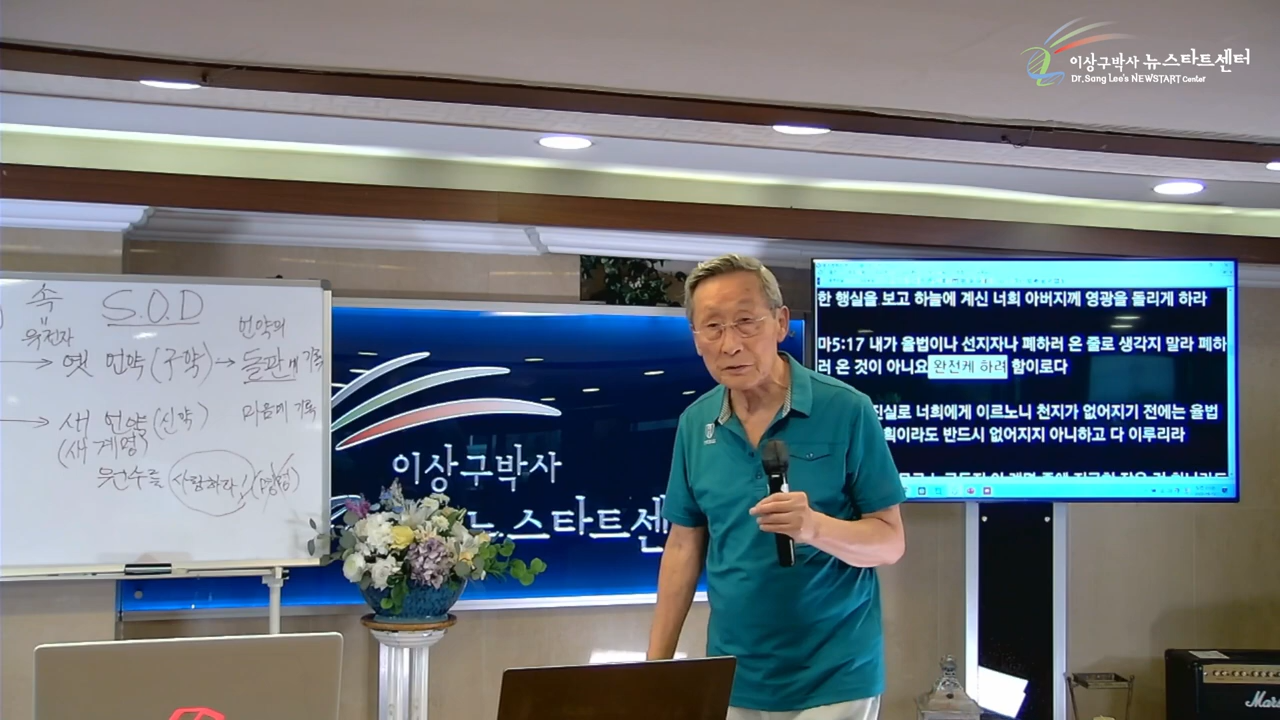 이상구박사 뉴스타트센터
Dr. Sang Lee's NEWSTART Center
속 S.O.D
유전자 언약의
→ 옛 언약(구약) → 돌판에 기록
→ 새 언약(신약) 마음에 기록
(새 계명)
원수를 사랑하라!
이상구박사
뉴스타트센
한 행실을 보고 하늘에 계신 너희 아버지께 영광을 돌리게 하라
마5:17 내가 율법이나 선지자나 폐하러 온 줄로 생각지 말라 폐하
러 온 것이 아니요 완전케 하려 함이로다
진실로 너희에게 이르노니 천지가 없어지기 전에는 율법
획이라도 반드시 없어지지 아니하고 다 이루리라